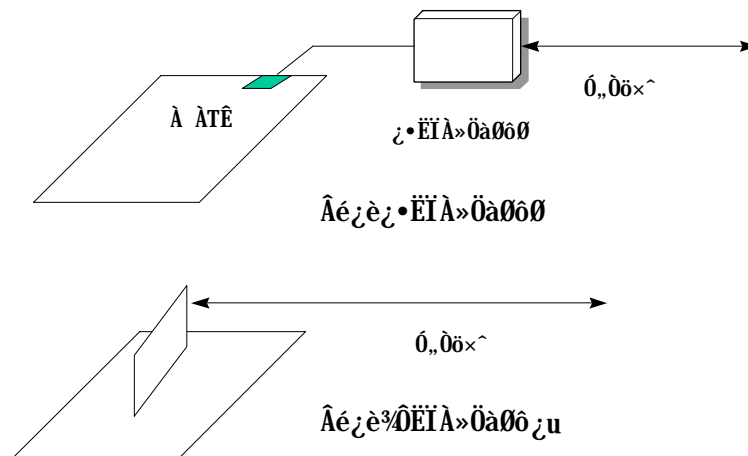 À ÀTÊ
Ó„Òö×ˆ
¿•ËÏÀ»ÖàØôØ
Âé¿è¿•ËÏÀ»ÖàØôØ
Ó„Òö×ˆ
Âé¿è¾ÔËÏÀ»ÖàØô¿u